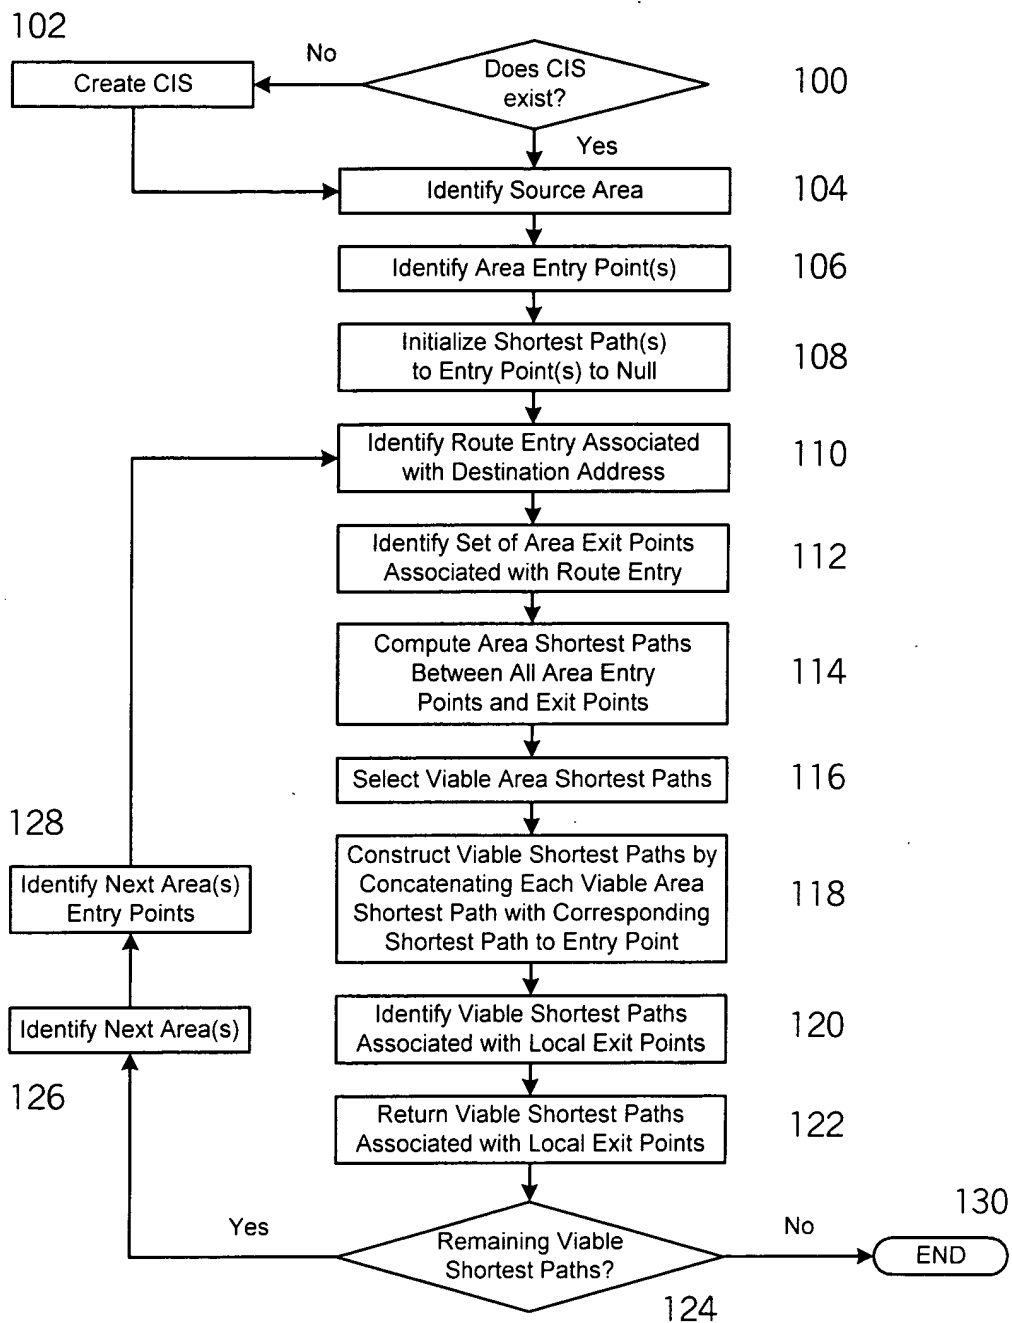 102
No
Create CIS
Does CIS
exist?
100
Yes
Identify Source Area
104
Identify Area Entry Point(s)
106
Initialize Shortest Path(s)
to Entry Point(s) to Null
108
Identify Route Entry Associated
with Destination Address
110
Identify Set of Area Exit Points
Associated with Route Entry
112
Compute Area Shortest Paths
Between All Area Entry
Points and Exit Points
114
Select Viable Area Shortest Paths
116
128
Identify Next Area(s)
Entry Points
Construct Viable Shortest Paths by
Concatenating Each Viable Area
Shortest Path with Corresponding
Shortest Path to Entry Point
118
Identify Next Area(s)
126
Identify Viable Shortest Paths
Associated with Local Exit Points
120
Return Viable Shortest Paths
Associated with Local Exit Points
122
Yes
Remaining Viable
Shortest Paths?
124
No
130
END